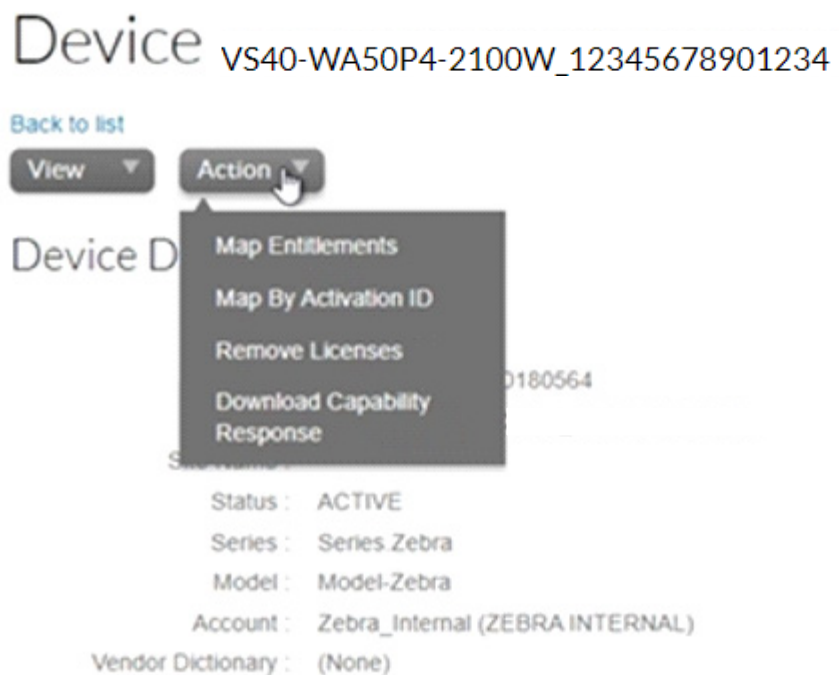 Device VS40-WA50P4-2100W_12345678901234
Back to list
View Action
Map Entitlements
Map By Activation ID
Remove Licenses
Download Capability
Response
Device D
0180564
Status : ACTIVE
Series : Series.Zebra
Model : Model-Zebra
Account : Zebra_Internal (ZEBRA INTERNAL)
Vendor Dictionary : (None)